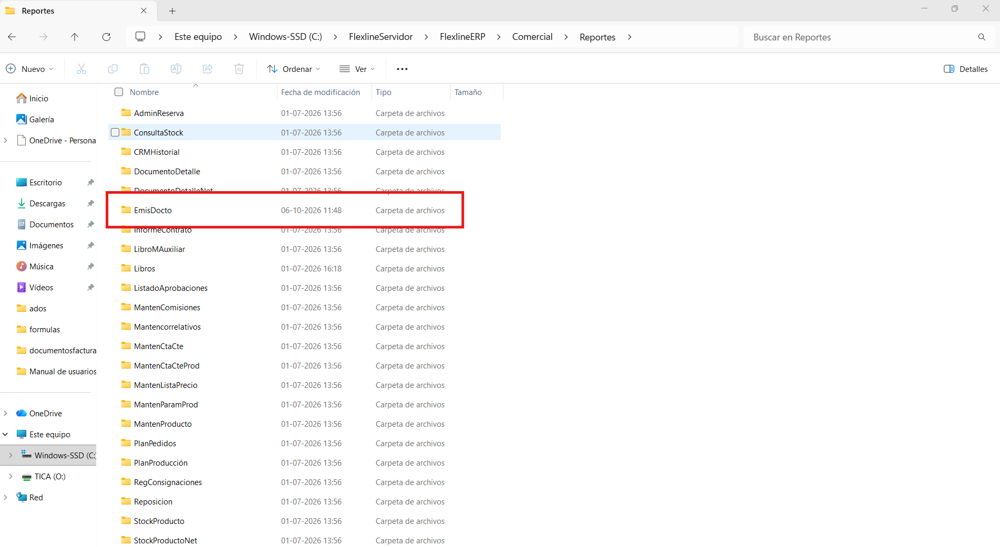 Reportes
Este equipo > Windows-SSD (C:) > FlexlineServidor > FlexlineERP > Comercial > Reportes >
Buscar en Reportes
Nuevo
Ordenar
Ver
Detalles
Nombre Fecha de modificación Tipo Tamaño
Inicio
Galería
OneDrive - Persona
Escritorio
Descargas
Documentos
Imágenes
Música
Vídeos
ados
formulas
documentosfactura
Manual de usuarios
OneDrive
Este equipo
Windows-SSD (C:)
TICA (O:)
Red
AdminReserva 01-07-2026 13:56 Carpeta de archivos
ConsultaStock 01-07-2026 13:56 Carpeta de archivos
CRMHistorial 01-07-2026 13:56 Carpeta de archivos
DocumentoDetalle 01-07-2026 13:56 Carpeta de archivos
DocumentoDetalleNet 01-07-2026 13:56 Carpeta de archivos
EmisDocto 06-10-2026 11:48 Carpeta de archivos
InformeContrato 01-07-2026 13:56 Carpeta de archivos
LibroMAuxiliar 01-07-2026 13:56 Carpeta de archivos
Libros 01-07-2026 16:18 Carpeta de archivos
ListadoAprobaciones 01-07-2026 13:56 Carpeta de archivos
MantenComisiones 01-07-2026 13:56 Carpeta de archivos
Mantencorrelativos 01-07-2026 13:56 Carpeta de archivos
MantenCtaCte 01-07-2026 13:56 Carpeta de archivos
MantenCtaCteProd 01-07-2026 13:56 Carpeta de archivos
MantenListaPrecio 01-07-2026 13:56 Carpeta de archivos
MantenParamProd 01-07-2026 13:56 Carpeta de archivos
MantenProducto 01-07-2026 13:56 Carpeta de archivos
PlanPedidos 01-07-2026 13:56 Carpeta de archivos
PlanProducción 01-07-2026 13:56 Carpeta de archivos
RegConsignaciones 01-07-2026 13:56 Carpeta de archivos
Reposicion 01-07-2026 13:56 Carpeta de archivos
StockProducto 01-07-2026 13:56 Carpeta de archivos
StockProductoNet 01-07-2026 13:56 Carpeta de archivos